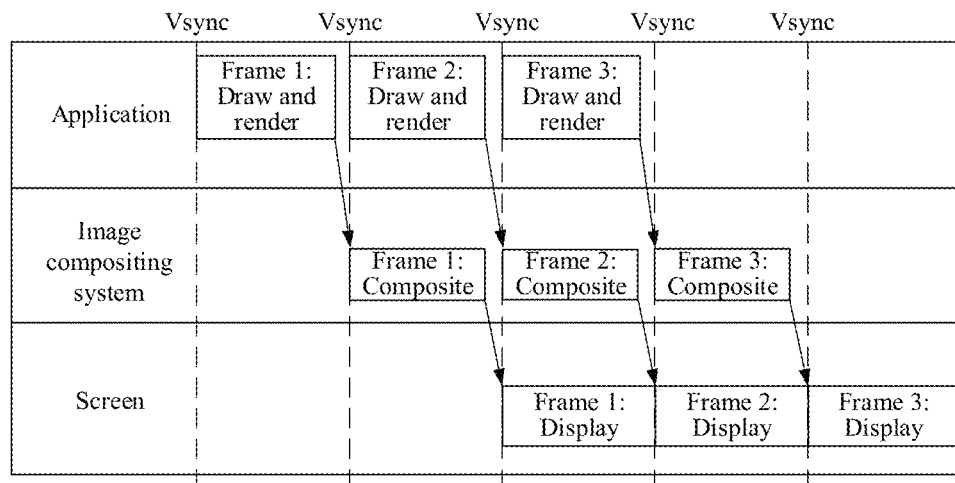 Vsync Vsync Vsync Vsync Vsync
Application
Frame 1:
Draw and
render
Frame 2:
Draw and
render
Frame 3:
Draw and
render
Image
compositing
system
Frame 1:
Composite
Frame 2:
Composite
Frame 3:
Composite
Screen
Frame 1:
Display
Frame 2:
Display
Frame 3:
Display